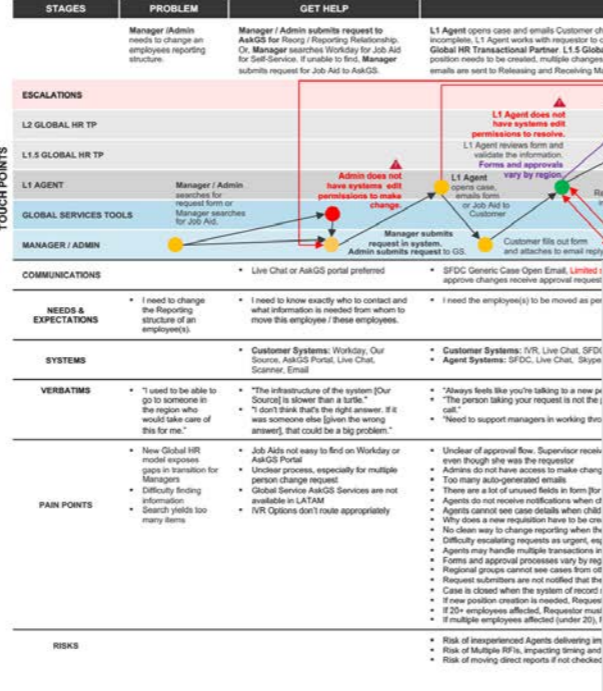 STAGES
PROBLEM
GET HELP
Manager /Admin
needs to change an
employees reporting
structure.
Manager / Admin submits request to
AskGS for Reorg / Reporting Relationship.
Or, Manager searches Workday for Job Aid
for Self-Service. If unable to find, Manager
submits request for Job Aid to AskGS.
L1 Agent opens case and emails Customer ch
incomplete, L1 Agent works with requestor to c
Global HR Transactional Partner. L1.5 Globa
position needs to be created, multiple changes
emails are sent to Releasing and Receiving Ma
TOUCH POINTS
ESCALATIONS
L2 GLOBAL HR TP
L1.5 GLOBAL HR TP
L1 AGENT
GLOBAL SERVICES TOOLS
MANAGER / ADMIN
Manager / Admin
searches for
request form or
Manager searches
for Job Aid.
Admin does not
have systems edit
permissions to make
change.
Manager submits
request in system.
Admin submits request to GS.
L1 Agent
opens case,
emails form
or Job Aid to
Customer
L1 Agent does not
have systems edit
permissions to resolve.
L1 Agent reviews form and
validate the information.
Forms and approvals
vary by region.
Customer fills out form
and attaches to email reply
COMMUNICATIONS
• Live Chat or AskGS portal preferred
• SFDC Generic Case Open Email, Limited
approve changes receive approval request
NEEDS &
EXPECTATIONS
• I need to change
the Reporting
structure of an
employee(s).
• I need to know exactly who to contact and
what information is needed from whom to
move this employee / these employees.
• I need the employee(s) to be moved as per
SYSTEMS
• Customer Systems: Workday, Our
Source, AskGS Portal, Live Chat,
Scanner, Email
• Customer Systems: IVR, Live Chat, SFDC
• Agent Systems: SFDC, Live Chat, Skype
VERBATIMS
• "I used to be able to
go to someone in
the region who
would take care of
this for me."
• "The infrastructure of the system [Our
Source] is slower than a turtle."
• "I don't think that's the right answer. If it
was someone else [given the wrong
answer], that could be a big problem."
• "Always feels like you're talking to a new pe
• "The person taking your request is not the
call."
• "Need to support managers in working thro
PAIN POINTS
• New Global HR
model exposes
gaps in transition for
Managers
• Difficulty finding
information
• Search yields too
many items
• Job Aids not easy to find on Workday or
AskGS Portal
• Unclear process, especially for multiple
person change request
• Global Service AskGS Services are not
available in LATAM
• IVR Options don't route appropriately
• Unclear of approval flow. Supervisor receiv
even though she was the requestor
• Admins do not have access to make chang
• Too many auto-generated emails
• There are a lot of unused fields in form [for
• Agents do not receive notifications when ch
• Agents cannot see case details when child
• Why does a new requisition have to be cre
• No clean way to change reporting when the
• Difficulty escalating requests as urgent, esp
• Agents may handle multiple transactions in
• Forms and approval processes vary by reg
• Regional groups cannot see cases from oth
• Request submitters are not notified that the
• Case is closed when the system of record
• If new position creation is needed, Reques
• If 20+ employees affected, Requestor must
• If multiple employees affected (under 20),
RISKS
• Risk of inexperienced Agents delivering im
• Risk of Multiple RFIs, impacting timing and
• Risk of moving direct reports if not checked